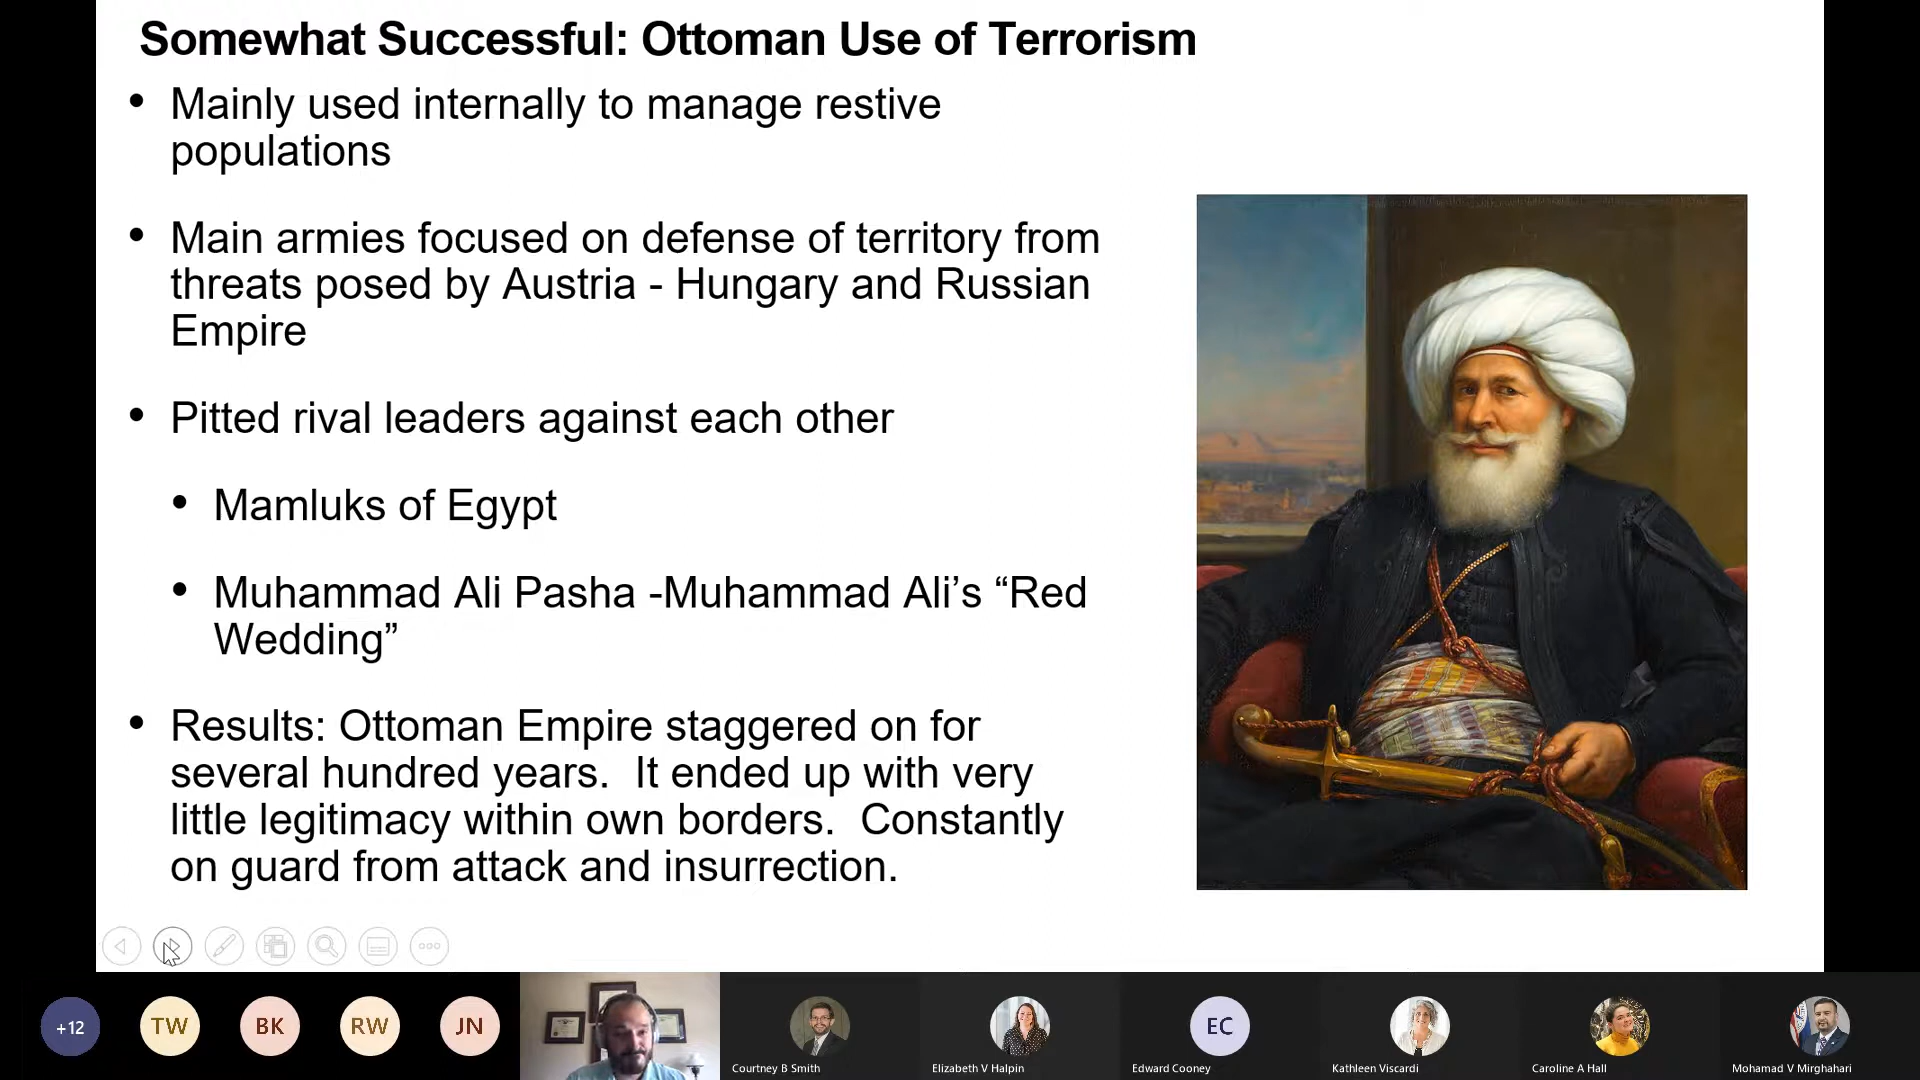 Somewhat Successful: Ottoman Use of Terrorism
• Mainly used internally to manage restive
populations
• Main armies focused on defense of territory from
threats posed by Austria - Hungary and Russian
Empire
• Pitted rival leaders against each other
• Mamluks of Egypt
• Muhammad Ali Pasha -Muhammad Ali’s “Red
Wedding”
• Results: Ottoman Empire staggered on for
several hundred years.  It ended up with very
little legitimacy within own borders.  Constantly
on guard from attack and insurrection.
+12
TW
BK
RW
JN
EC
Courtney B Smith
Elizabeth V Halpin
Edward Cooney
Kathleen Viscardi
Caroline A Hall
Mohamad V Mirghahari